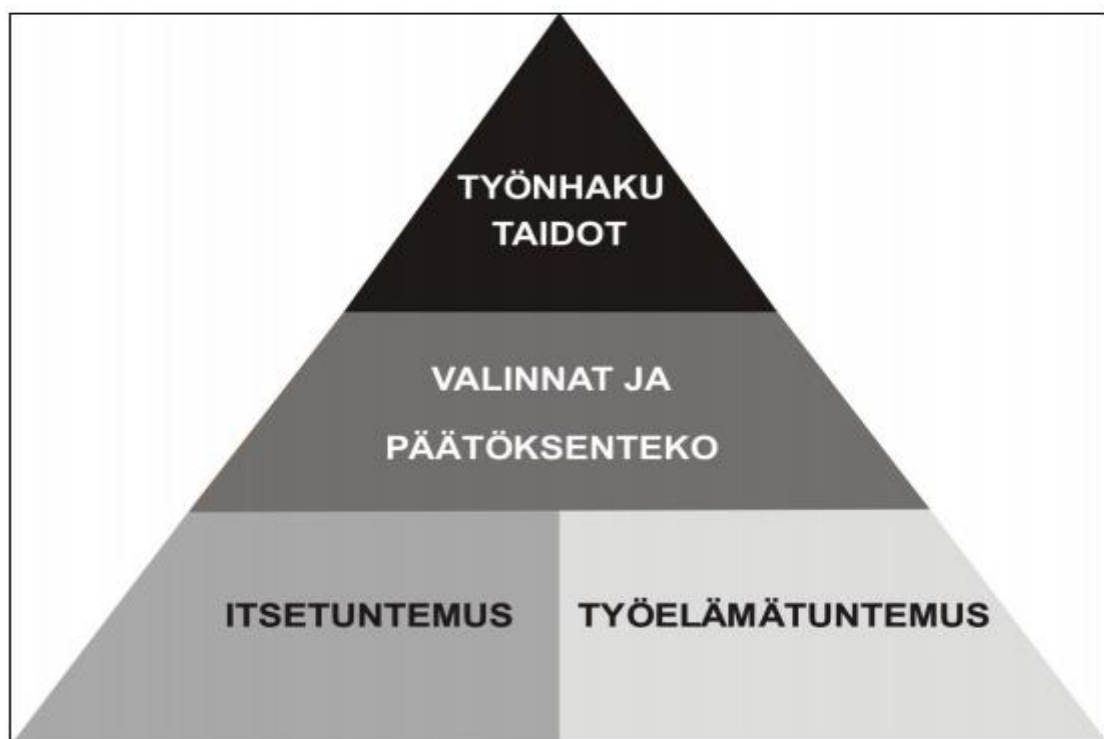 TYÖNHAKU
TAIDOT
VALINNAT JA
PÄÄTÖKSENTEKO
ITSETUNTEMUS
TYÖELÄMÄTUNTEMUS